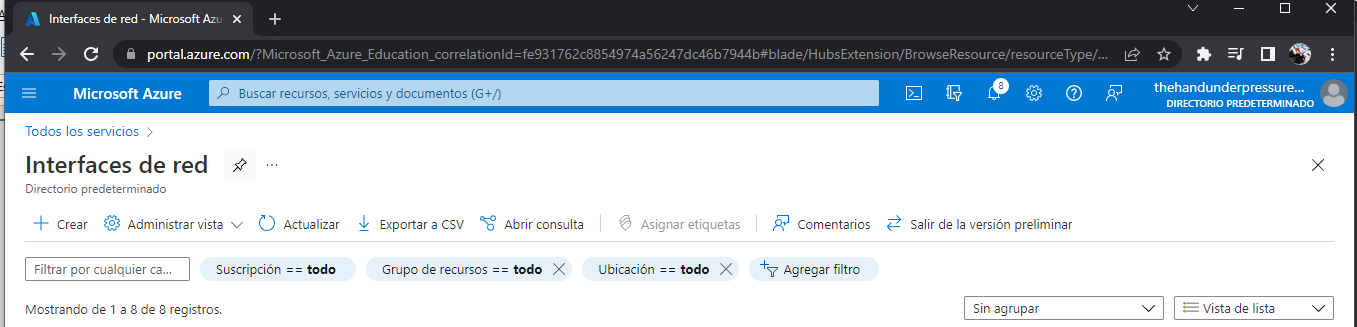 Interfaces de red - Microsoft Azu
portal.azure.com/?Microsoft_Azure_Education_correlationId=fe931762c8854974a56247dc46b7944b#blade/HubsExtension/BrowseResource/resourceType/...
Microsoft Azure
Buscar recursos, servicios y documentos (G+/)
8
thehandunderpressure...
DIRECTORIO PREDETERMINADO
Todos los servicios
Interfaces de red
Directorio predeterminado
Crear
Administrar vista
Actualizar
Exportar a CSV
Abrir consulta
Asignar etiquetas
Comentarios
Salir de la versión preliminar
Filtrar por cualquier ca...
Suscripción == todo
Grupo de recursos == todo
Ubicación == todo
Agregar filtro
Mostrando de 1 a 8 de 8 registros.
Sin agrupar
Vista de lista